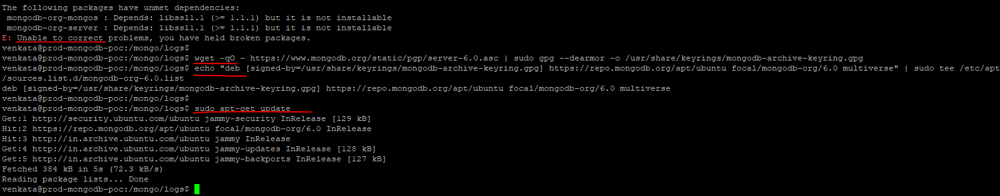 The following packages have unmet dependencies:
mongodb-org-mongos : Depends: libssl1.1 (>= 1.1.1) but it is not installable
mongodb-org-server : Depends: libssl1.1 (>= 1.1.1) but it is not installable
E: Unable to correct problems, you have held broken packages.
venkata@prod-mongodb-poc:/mongo/logs$
venkata@prod-mongodb-poc:/mongo/logs$ wget -qO - https://www.mongodb.org/static/pgp/server-6.0.asc | sudo gpg --dearmor -o /usr/share/keyrings/mongodb-archive-keyring.gpg
venkata@prod-mongodb-poc:/mongo/logs$ echo "deb [signed-by=/usr/share/keyrings/mongodb-archive-keyring.gpg] https://repo.mongodb.org/apt/ubuntu focal/mongodb-org/6.0 multiverse" | sudo tee /etc/apt
/sources.list.d/mongodb-org-6.0.list
deb [signed-by=/usr/share/keyrings/mongodb-archive-keyring.gpg] https://repo.mongodb.org/apt/ubuntu focal/mongodb-org/6.0 multiverse
venkata@prod-mongodb-poc:/mongo/logs$
venkata@prod-mongodb-poc:/mongo/logs$ sudo apt-get update
Get:1 http://security.ubuntu.com/ubuntu jammy-security InRelease [129 kB]
Hit:2 https://repo.mongodb.org/apt/ubuntu focal/mongodb-org/6.0 InRelease
Hit:3 http://in.archive.ubuntu.com/ubuntu jammy InRelease
Get:4 http://in.archive.ubuntu.com/ubuntu jammy-updates InRelease [128 kB]
Get:5 http://in.archive.ubuntu.com/ubuntu jammy-backports InRelease [127 kB]
Fetched 384 kB in 5s (72.3 kB/s)
Reading package lists... Done
venkata@prod-mongodb-poc:/mongo/logs$